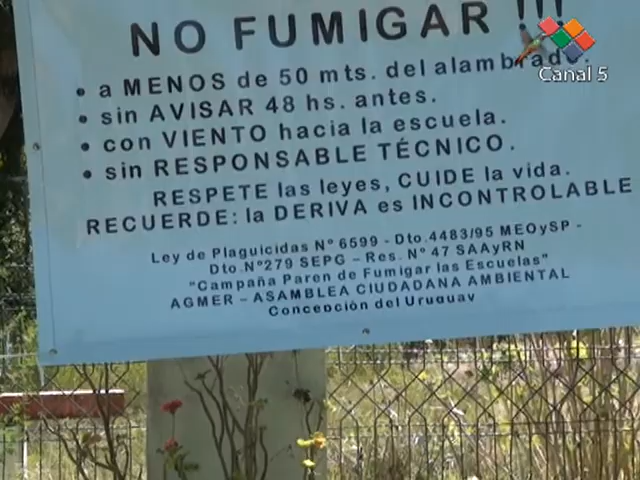 NO FUMIGAR !!!
• a MENOS de 50 mts. del alambrado.
• sin AVISAR 48 hs. antes.
• con VIENTO hacia la escuela.
• sin RESPONSABLE TÉCNICO.
RESPETE las leyes, CUIDE la vida.
RECUERDE: la DERIVA es INCONTROLABLE
Ley de Plaguicidas Nº 6599 - Dto.4483/95 MEOySP -
Dto.Nº279 SEPG – Res. Nº 47 SAAyRN
“Campaña Paren de Fumigar las Escuelas”
AGMER – ASAMBLEA CIUDADANA AMBIENTAL
Concepción del Uruguay
Canal 5